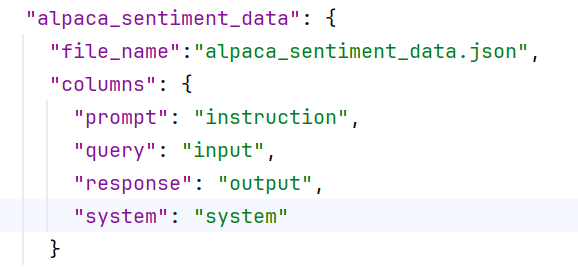 "alpaca_sentiment_data": {
  "file_name":"alpaca_sentiment_data.json",
  "columns": {
    "prompt": "instruction",
    "query": "input",
    "response": "output",
    "system": "system"
  }